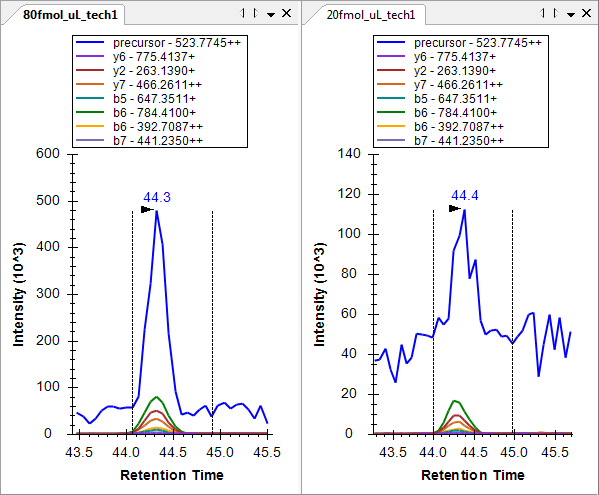 80fmol_uL_tech1
precursor - 523.7745++
y6 - 775.4137+
y2 - 263.1390+
y7 - 466.2611++
b5 - 647.3511+
b6 - 784.4100+
b6 - 392.7087++
b7 - 441.2350++
600
500
400
300
200
100
0
44.3
Intensity (10^3)
43.5 44.0 44.5 45.0 45.5
Retention Time
20fmol_uL_tech1
precursor - 523.7745++
y6 - 775.4137+
y2 - 263.1390+
y7 - 466.2611++
b5 - 647.3511+
b6 - 784.4100+
b6 - 392.7087++
b7 - 441.2350++
140
120
100
80
60
40
20
0
44.4
Intensity (10^3)
43.5 44.0 44.5 45.0 45.5
Retention Time